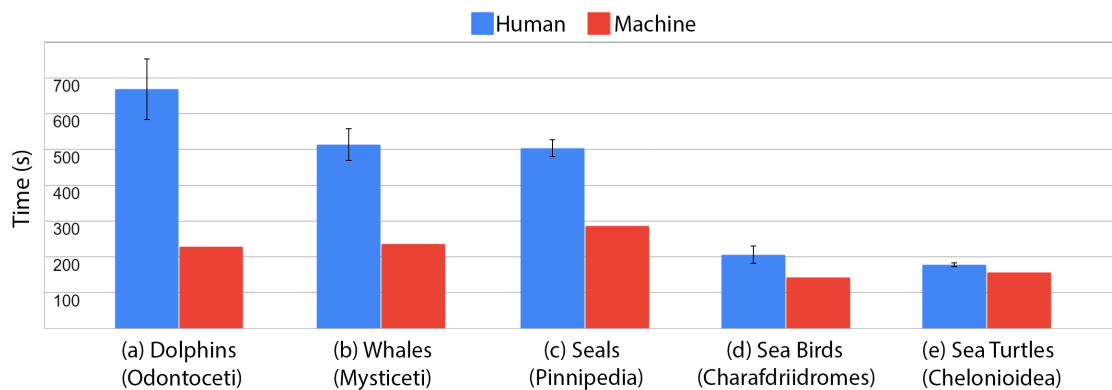 Human Machine
Time (s)
700
600
500
400
300
200
100
(a) Dolphins (b) Whales (c) Seals (d) Sea Birds (e) Sea Turtles
(Odontoceti) (Mysticeti) (Pinnipedia) (Charafdriidromes) (Chelonioidea)